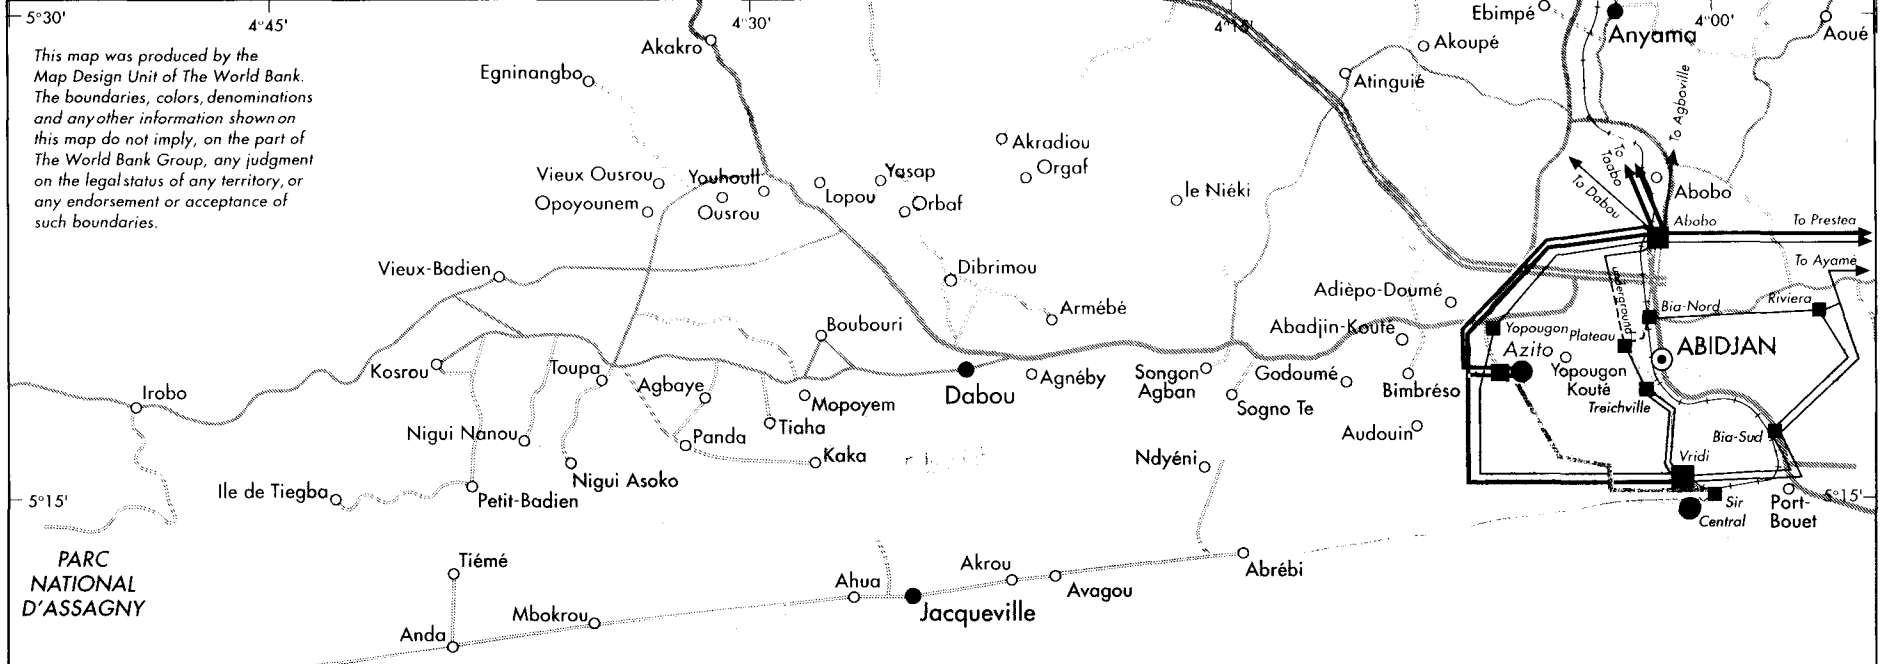 5°30'
4°45'
4°30'
4°15'
4°00'
This map was produced by the
Map Design Unit of The World Bank.
The boundaries, colors, denominations
and any other information shown on
this map do not imply, on the part of
The World Bank Group, any judgment
on the legal status of any territory, or
any endorsement or acceptance of
such boundaries.
Akakro
Egninangbo
Ebimpé
Akoupé
Anyama
Aoué
Atinguié
To Agboville
Akradiou
Orgaf
Vieux Ousrou
Youhoull
Yasap
Lopou
Opoyounem
Ousrou
Orbaf
le Niéki
To
Taabo
To Dabou
Abobo
Abobo
To Prestea
To Ayamé
Vieux-Badien
Dibrimou
Adièpo-Doumé
Armébé
Boubouri
Abadjin-Kouté
underground
Bia-Nord
Riviera
Yopougon
Plateau
Azito
ABIDJAN
Kosrou
Toupa
Agbaye
Dabou
Agnéby
Songon
Agban
Godoumé
Bimbréso
Yopougon
Kouté
Treichville
Irobo
Mopoyem
Sogno Te
Nigui Nanou
Panda
Tiaha
Audouin
Bia-Sud
Kaka
Ndyéni
Vridi
5°15'
Ile de Tiegba
Petit-Badien
Nigui Asoko
Sir
Central
Port-
Bouet
5°15'
PARC
NATIONAL
D'ASSAGNY
Tiémé
Ahua
Akrou
Avagou
Abrébi
Jacqueville
Mbokrou
Anda